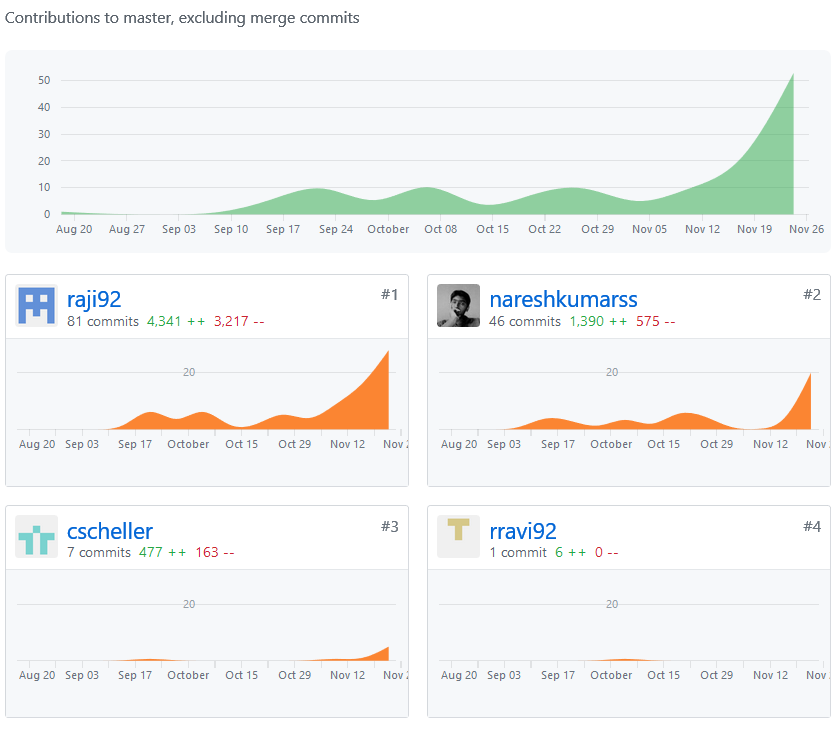 Contributions to master, excluding merge commits
50
40
30
20
10
0
Aug 20 Aug 27 Sep 03 Sep 10 Sep 17 Sep 24 October Oct 08 Oct 15 Oct 22 Oct 29 Nov 05 Nov 12 Nov 19 Nov 26
raji92 #1
81 commits 4,341 ++ 3,217 --
20
Aug 20 Sep 03 Sep 17 October Oct 15 Oct 29 Nov 12 Nov
nareshkumarss #2
46 commits 1,390 ++ 575 --
20
Aug 20 Sep 03 Sep 17 October Oct 15 Oct 29 Nov 12 Nov
cscheller #3
7 commits 477 ++ 163 --
20
Aug 20 Sep 03 Sep 17 October Oct 15 Oct 29 Nov 12 Nov
rravi92 #4
1 commit 6 ++ 0 --
20
Aug 20 Sep 03 Sep 17 October Oct 15 Oct 29 Nov 12 Nov